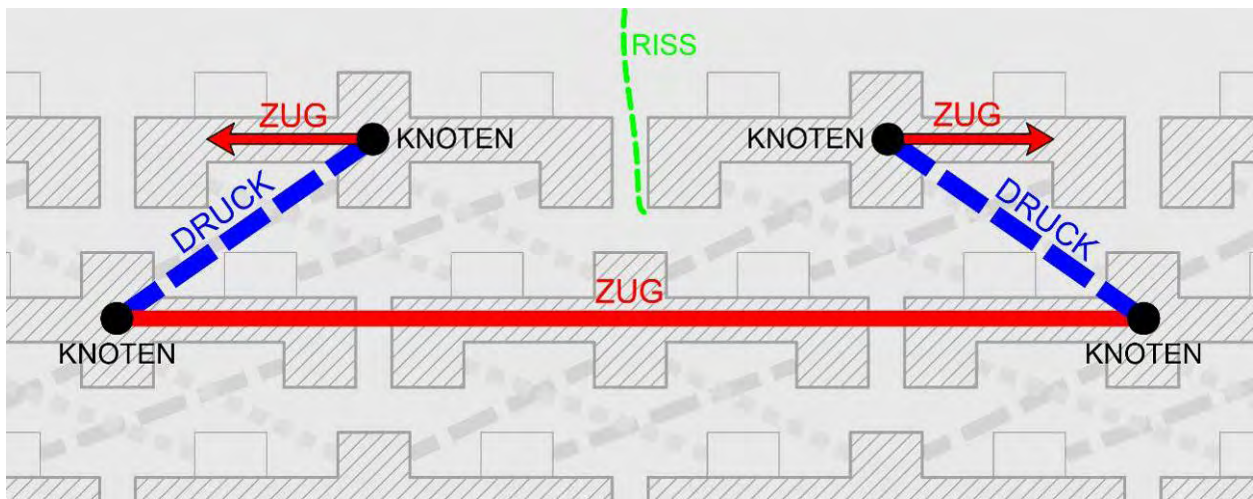 RISS
ZUG
ZUG
KNOTEN
KNOTEN
DRUCK
DRUCK
ZUG
KNOTEN
KNOTEN